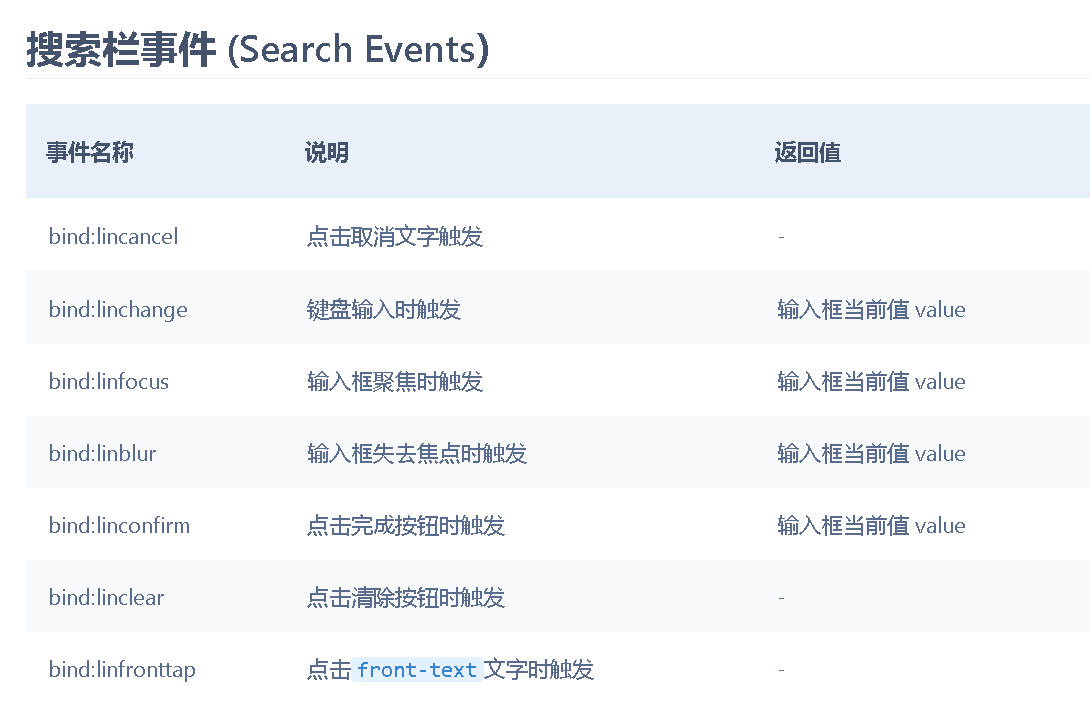 搜索栏事件 (Search Events)
事件名称 说明 返回值
bind:lincancel 点击取消文字触发 -
bind:linchange 键盘输入时触发 输入框当前值 value
bind:linfocus 输入框聚焦时触发 输入框当前值 value
bind:linblur 输入框失去焦点时触发 输入框当前值 value
bind:linconfirm 点击完成按钮时触发 输入框当前值 value
bind:linclear 点击清除按钮时触发 -
bind:linfronttap 点击 front-text 文字时触发 -